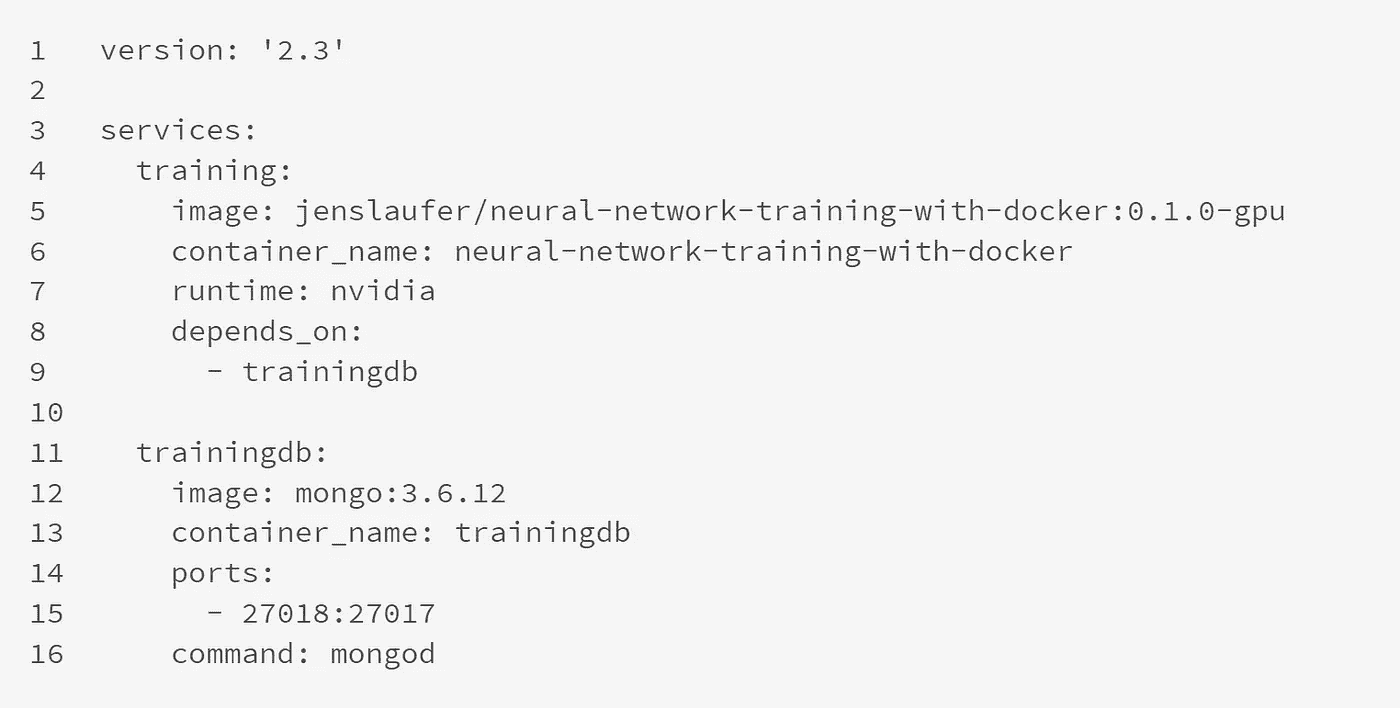 1 version: '2.3'
2
3 services:
4   training:
5     image: jenslaufer/neural-network-training-with-docker:0.1.0-gpu
6     container_name: neural-network-training-with-docker
7     runtime: nvidia
8     depends_on:
9       - trainingdb
10
11   trainingdb:
12     image: mongo:3.6.12
13     container_name: trainingdb
14     ports:
15       - 27018:27017
16     command: mongod